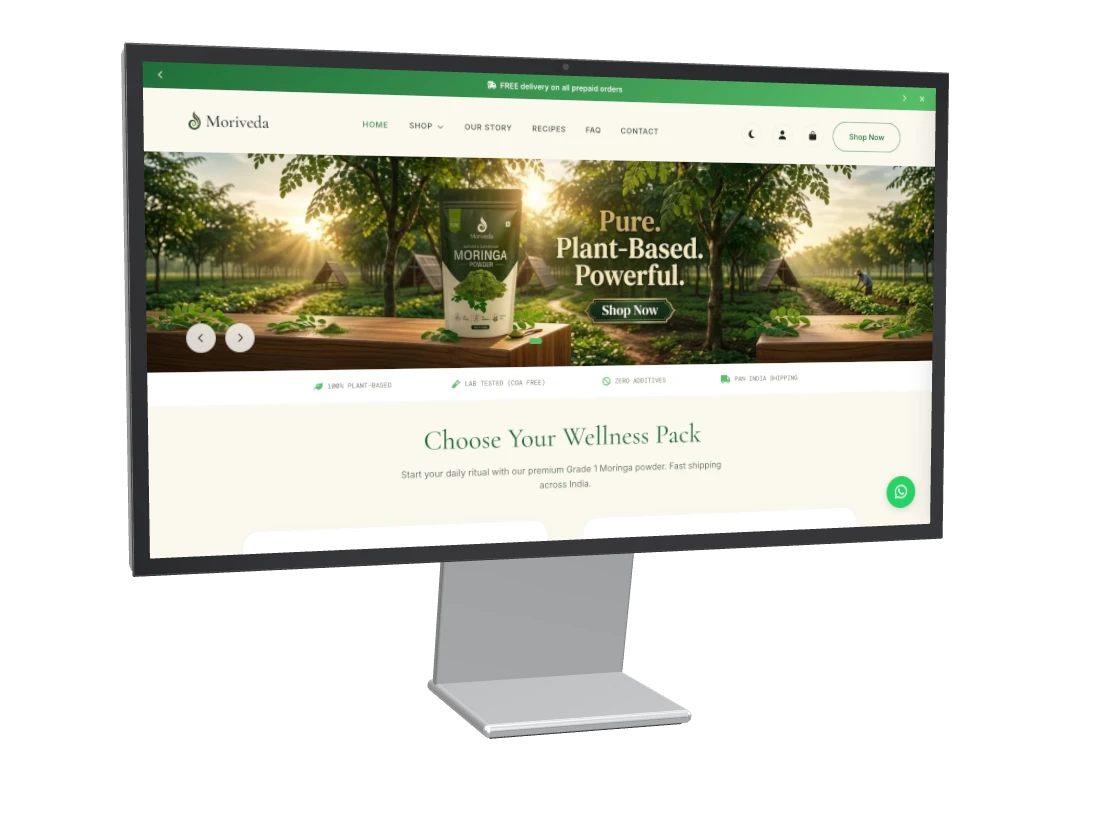 FREE delivery on all prepaid orders
Moriveda
HOME SHOP OUR STORY RECIPES FAQ CONTACT
Shop Now
Moriveda
MORINGA
POWDER
Pure.
Plant-Based.
Powerful.
Shop Now
100% PLANT-BASED
LAB TESTED (COA FREE)
ZERO ADDITIVES
PAN INDIA SHIPPING
Choose Your Wellness Pack
Start your daily ritual with our premium Grade 1 Moringa powder. Fast shipping
across India.